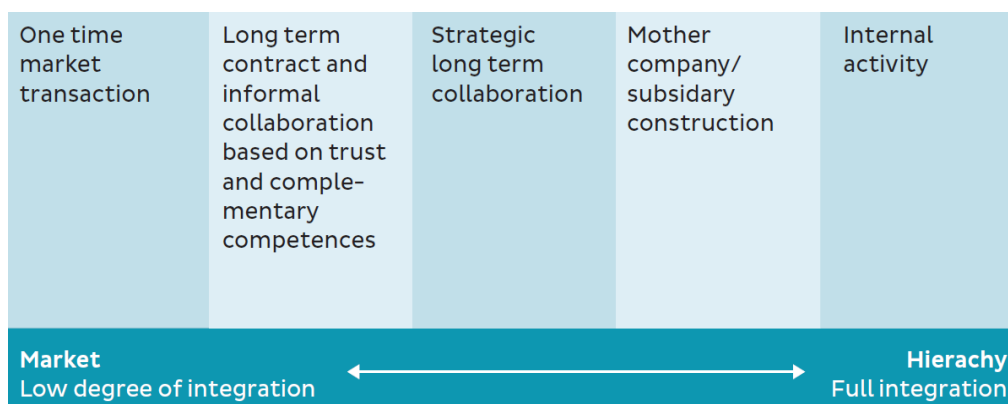 One time
market
transaction
Long term
contract and
informal
collaboration
based on trust
and comple-
mentary
competences
Strategic
long term
collaboration
Mother
company/
subsidary
construction
Internal
activity
Market
Low degree of integration
Hierachy
Full integration